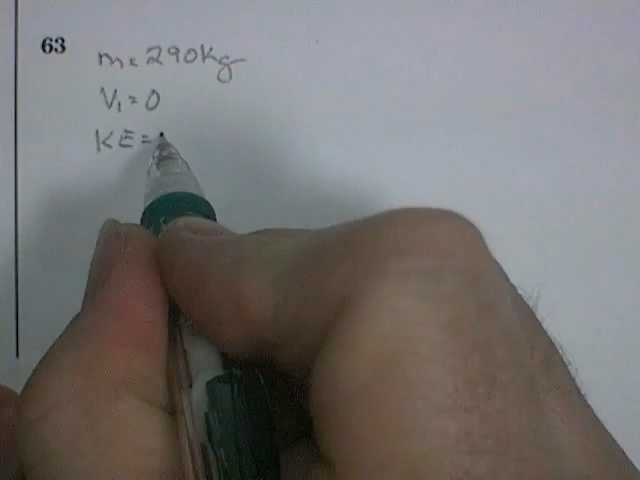 63
m = 290kg
V₁ = 0
KE =